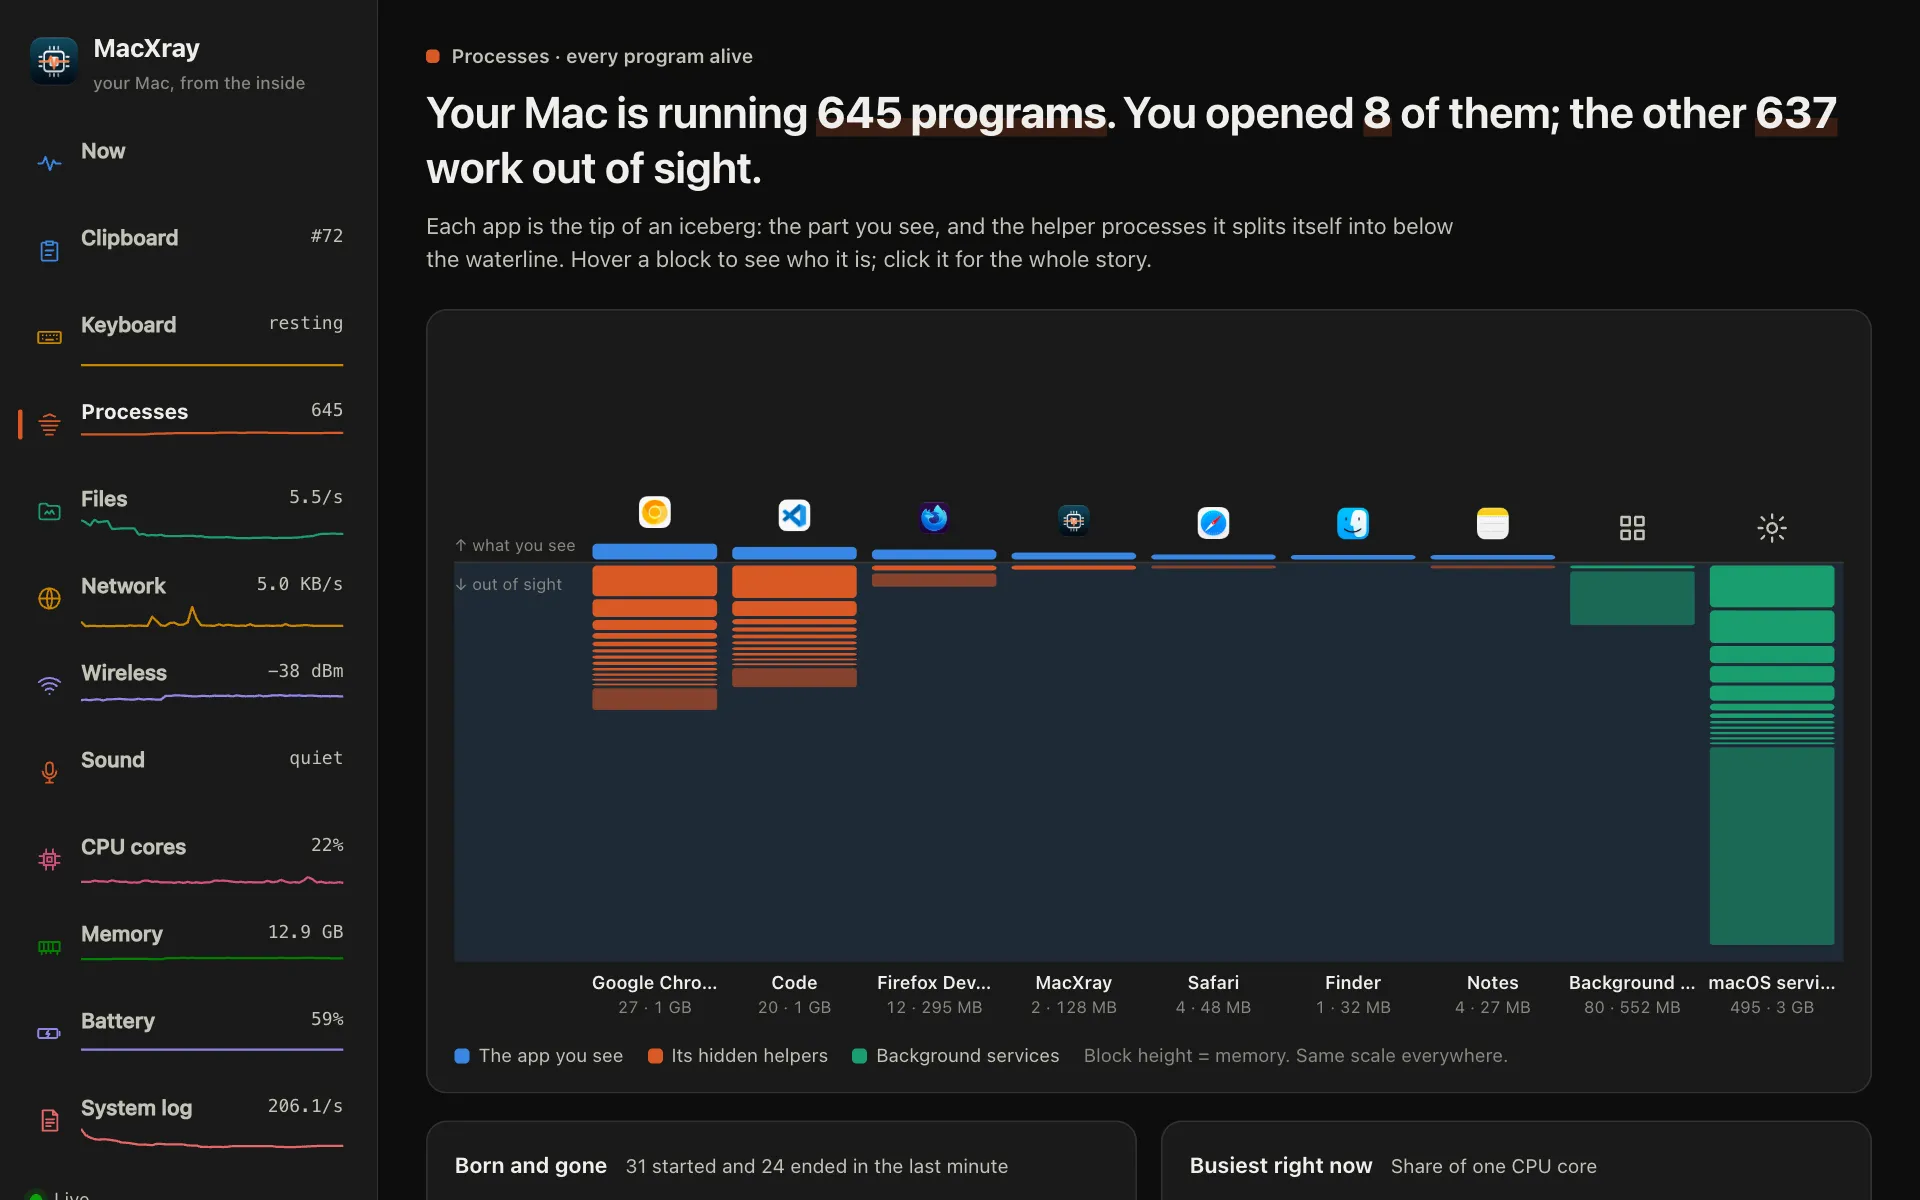 MacXray
your Mac, from the inside
Now
Clipboard #72
Keyboard resting
Processes 645
Files 5.5/s
Network 5.0 KB/s
Wireless −38 dBm
Sound quiet
CPU cores 22%
Memory 12.9 GB
Battery 59%
System log 206.1/s
Live
Processes · every program alive
Your Mac is running 645 programs. You opened 8 of them; the other 637
work out of sight.
Each app is the tip of an iceberg: the part you see, and the helper processes it splits itself into below
the waterline. Hover a block to see who it is; click it for the whole story.
↑ what you see
↓ out of sight
Google Chro... Code Firefox Dev... MacXray Safari Finder Notes Background ... macOS servi...
27 · 1 GB 20 · 1 GB 12 · 295 MB 2 · 128 MB 4 · 48 MB 1 · 32 MB 4 · 27 MB 80 · 552 MB 495 · 3 GB
The app you see Its hidden helpers Background services Block height = memory. Same scale everywhere.
Born and gone 31 started and 24 ended in the last minute
Busiest right now Share of one CPU core